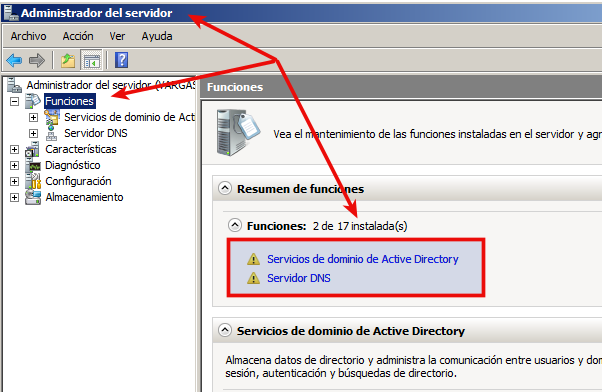 Administrador del servidor
Archivo Acción Ver Ayuda
Administrador del servidor (VARGAS
Funciones
Servicios de dominio de Acti
Servidor DNS
Características
Diagnóstico
Configuración
Almacenamiento
Funciones
Vea el mantenimiento de las funciones instaladas en el servidor y agr
Resumen de funciones
Funciones: 2 de 17 instalada(s)
Servicios de dominio de Active Directory
Servidor DNS
Servicios de dominio de Active Directory
Almacena datos de directorio y administra la comunicación entre usuarios y dom
sesión, autenticación y búsquedas de directorio.